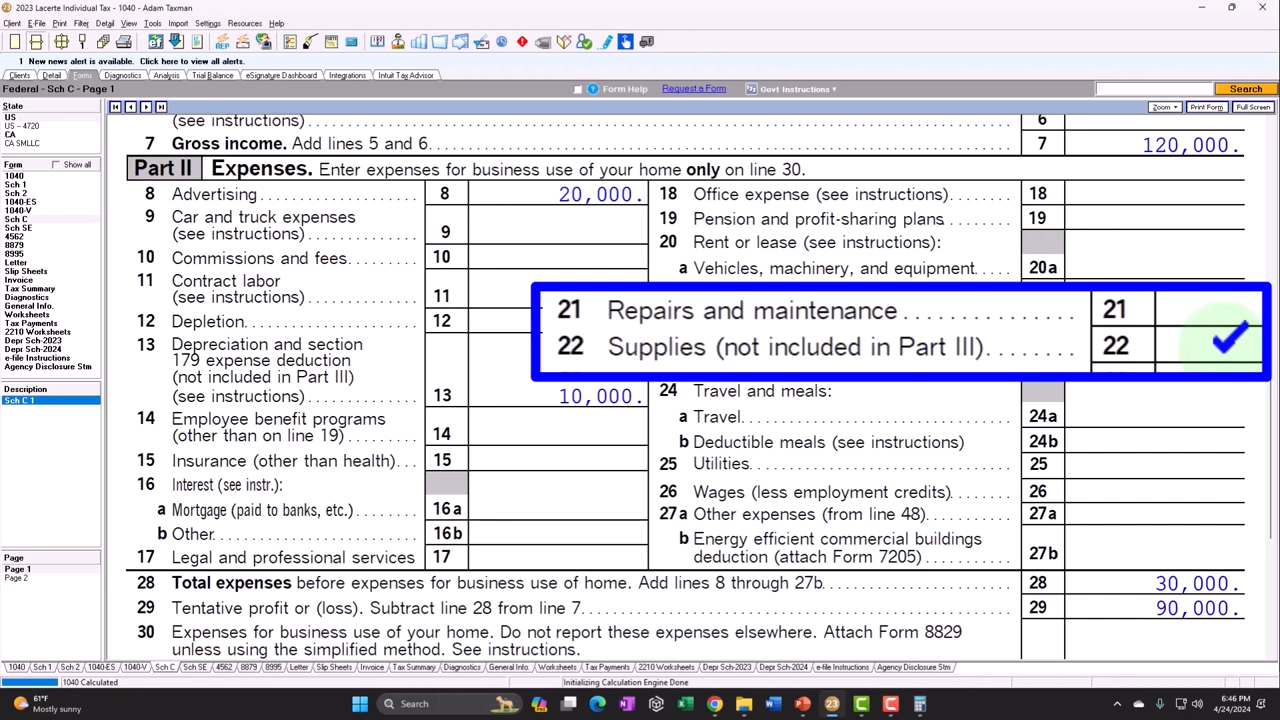 2023 Lacerte Individual Tax - 1040 - Adam Taxman
Client E-File Print Filter Detail View Tools Import Settings Resources Help
1 New news alert is available. Click here to view all alerts.
Clients Detail Forms Diagnostics Analysis Trial Balance eSignature Dashboard Integrations Intuit Tax Advisor
Federal - Sch C - Page 1
Form Help Request a Form Govt Instructions Search
Zoom Print Form Full Screen
State
US
US - 4720
CA
CA SMLLC
Form Show all
1040
Sch 1
Sch 2
1040-ES
1040-V
Sch C
Sch SE
4562
8879
8995
Letter
Slip Sheets
Invoice
Tax Summary
Diagnostics
General Info.
Worksheets
Tax Payments
2210 Worksheets
Depr Sch-2023
Depr Sch-2024
e-file Instructions
Agency Disclosure Stm
Description
Sch C 1
Page
Page 1
Page 2
(see instructions) 6
7 Gross income. Add lines 5 and 6. 7 120,000.
Part II Expenses. Enter expenses for business use of your home only on line 30.
8 Advertising 8 20,000.
9 Car and truck expenses
(see instructions) 9
10 Commissions and fees. 10
11 Contract labor
(see instructions) 11
12 Depletion 12
13 Depreciation and section
179 expense deduction
(not included in Part III)
(see instructions) 13 10,000.
14 Employee benefit programs
(other than on line 19) 14
15 Insurance (other than health) 15
16 Interest (see instr.):
a Mortgage (paid to banks, etc.) 16a
b Other 16b
17 Legal and professional services 17
18 Office expense (see instructions) 18
19 Pension and profit-sharing plans 19
20 Rent or lease (see instructions):
a Vehicles, machinery, and equipment 20a
21 Repairs and maintenance 21
22 Supplies (not included in Part III) 22
24 Travel and meals:
a Travel 24a
b Deductible meals (see instructions) 24b
25 Utilities 25
26 Wages (less employment credits) 26
27a Other expenses (from line 48) 27a
b Energy efficient commercial buildings
deduction (attach Form 7205) 27b
28 Total expenses before expenses for business use of home. Add lines 8 through 27b 28 30,000.
29 Tentative profit or (loss). Subtract line 28 from line 7 29 90,000.
30 Expenses for business use of your home. Do not report these expenses elsewhere. Attach Form 8829
unless using the simplified method. See instructions.
1040 Sch 1 Sch 2 1040-ES 1040-V Sch C Sch SE 4562 8879 8995 Letter Slip Sheets Invoice Tax Summary Diagnostics General Info. Worksheets Tax Payments 2210 Worksheets Depr Sch-2023 Depr Sch-2024 e-file Instructions Agency Disclosure Stm
1040 Calculated Initializing Calculation Engine Done
61°F
Mostly sunny
Search
23
6:46 PM
4/24/2024